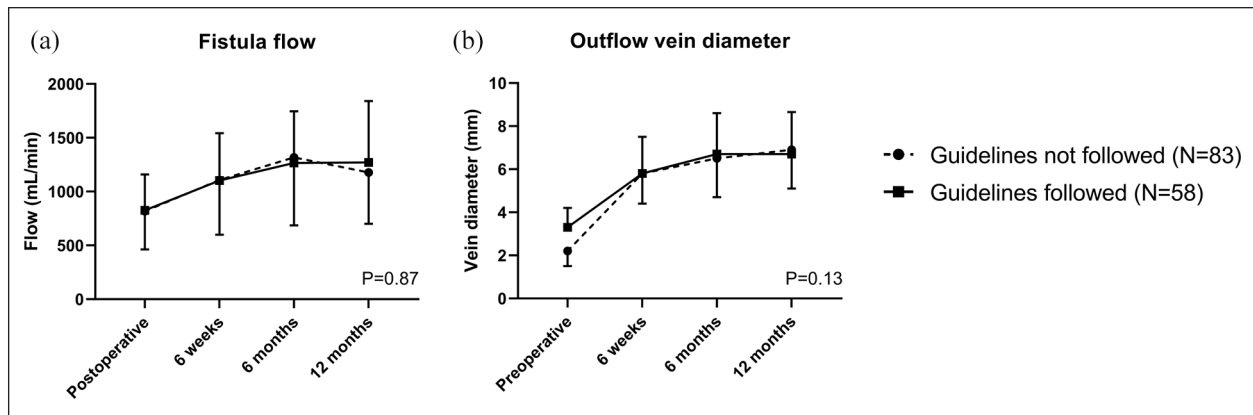 (a)
Fistula flow
Flow (mL/min)
2000
1500
1000
500
0
P=0.87
Postoperative
6 weeks
6 months
12 months
(b)
Outflow vein diameter
Vein diameter (mm)
10
8
6
4
2
0
P=0.13
Preoperative
6 weeks
6 months
12 months
Guidelines not followed (N=83)
Guidelines followed (N=58)